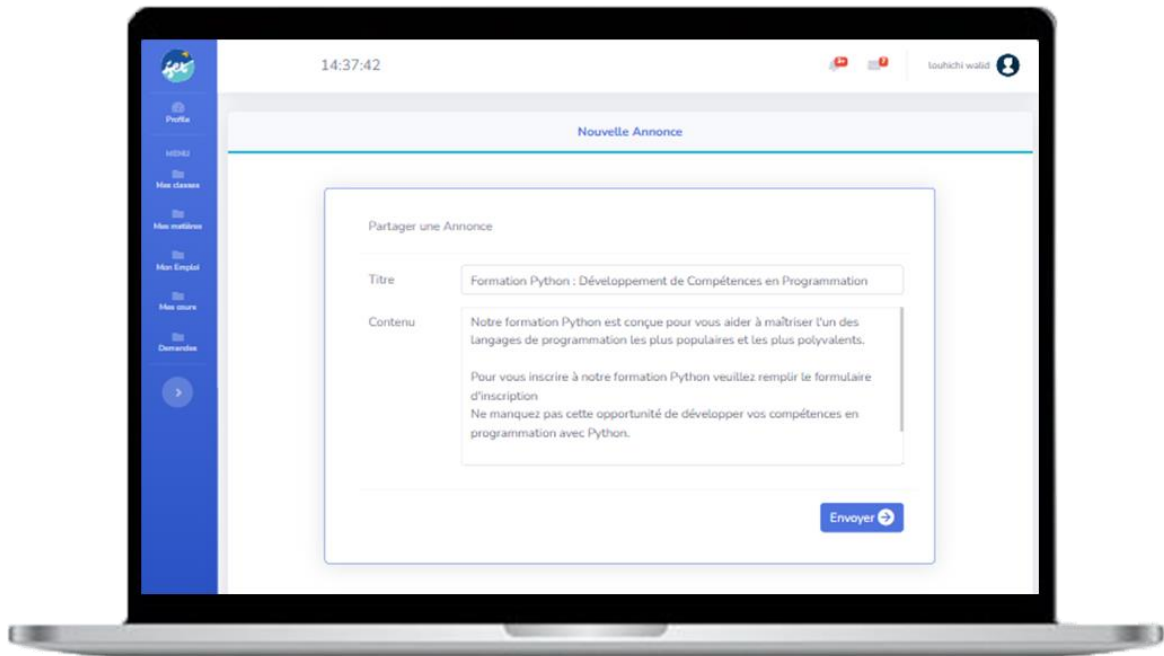 14:37:42
louhichi walid
Profile
MENU
Mes classes
Mes matières
Mon Emploi
Mes cours
Demandes
Nouvelle Annonce
Partager une Annonce
Titre
Formation Python : Développement de Compétences en Programmation
Contenu
Notre formation Python est conçue pour vous aider à maîtriser l'un des
langages de programmation les plus populaires et les plus polyvalents.
Pour vous inscrire à notre formation Python veuillez remplir le formulaire
d'inscription
Ne manquez pas cette opportunité de développer vos compétences en
programmation avec Python.
Envoyer